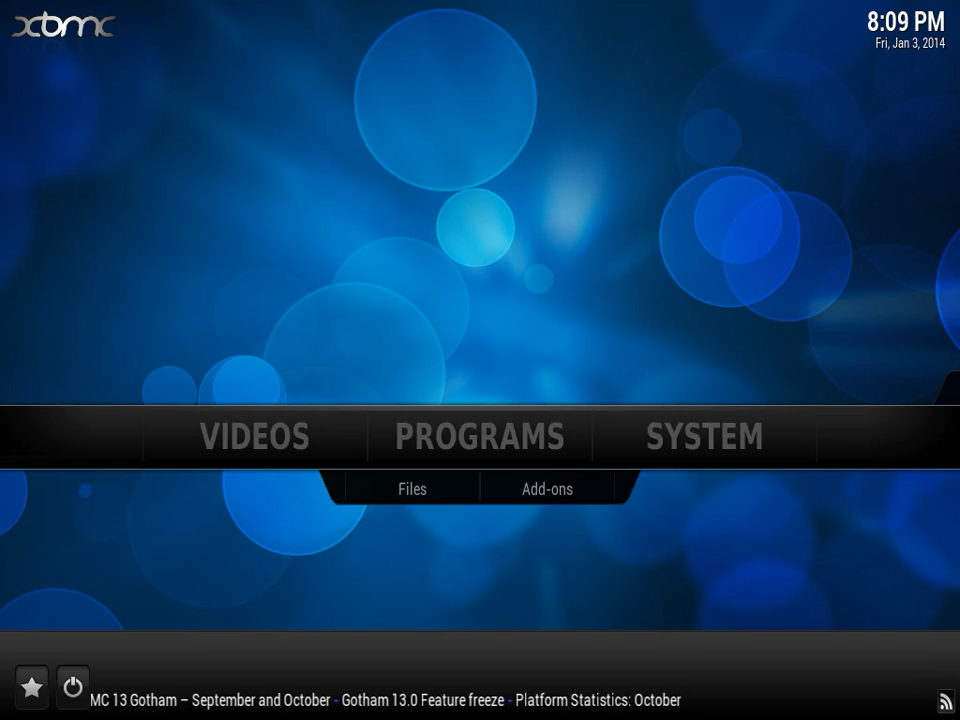 xbmc
8:09 PM
Fri, Jan 3, 2014
VIDEOS PROGRAMS SYSTEM
Files Add-ons
MC 13 Gotham – September and October - Gotham 13.0 Feature freeze - Platform Statistics: October